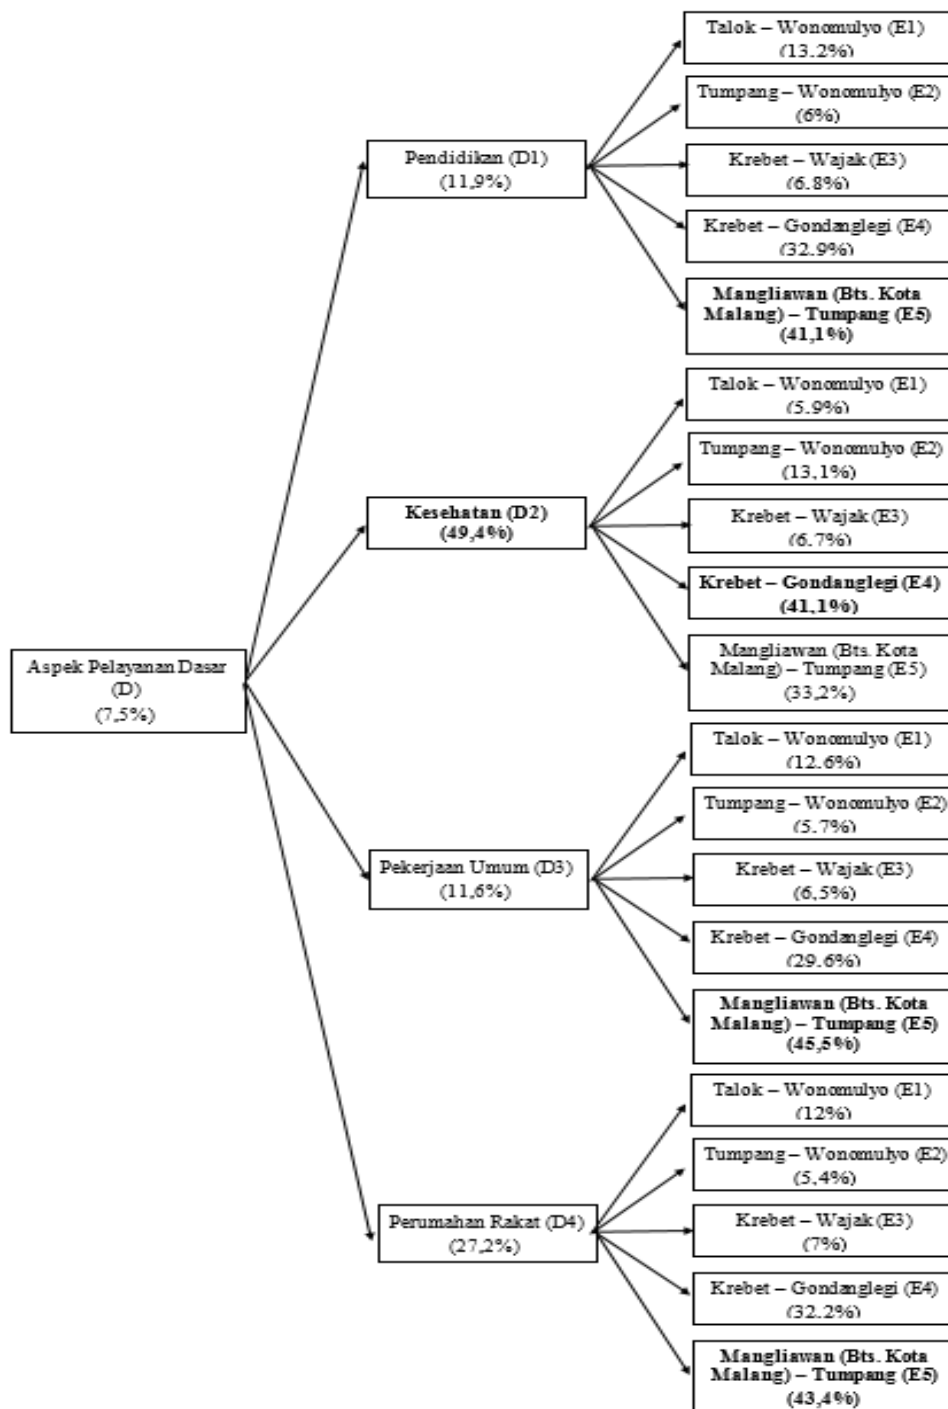 Aspek Pelayanan Dasar
(D)
(7,5%)
Pendidikan (D1)
(11,9%)
Talok – Wonomulyo (E1)
(13,2%)
Tumpang – Wonomulyo (E2)
(6%)
Krebet – Wajak (E3)
(6,8%)
Krebet – Gondanglegi (E4)
(32,9%)
Mangliawan (Bts. Kota
Malang) – Tumpang (E5)
(41,1%)
Kesehatan (D2)
(49,4%)
Talok – Wonomulyo (E1)
(5,9%)
Tumpang – Wonomulyo (E2)
(13,1%)
Krebet – Wajak (E3)
(6,7%)
Krebet – Gondanglegi (E4)
(41,1%)
Mangliawan (Bts. Kota
Malang) – Tumpang (E5)
(33,2%)
Pekerjaan Umum (D3)
(11,6%)
Talok – Wonomulyo (E1)
(12,6%)
Tumpang – Wonomulyo (E2)
(5,7%)
Krebet – Wajak (E3)
(6,5%)
Krebet – Gondanglegi (E4)
(29,6%)
Mangliawan (Bts. Kota
Malang) – Tumpang (E5)
(45,5%)
Perumahan Rakat (D4)
(27,2%)
Talok – Wonomulyo (E1)
(12%)
Tumpang – Wonomulyo (E2)
(5,4%)
Krebet – Wajak (E3)
(7%)
Krebet – Gondanglegi (E4)
(32,2%)
Mangliawan (Bts. Kota
Malang) – Tumpang (E5)
(43,4%)